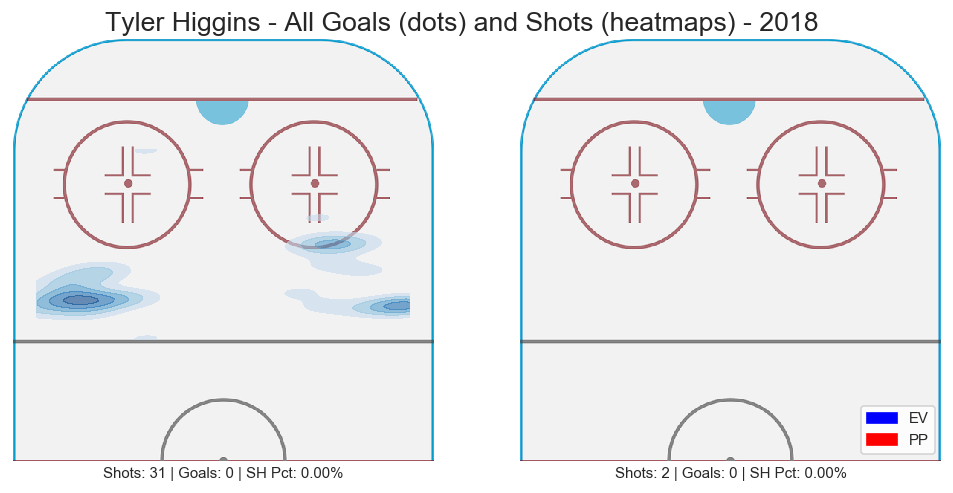 Tyler Higgins - All Goals (dots) and Shots (heatmaps) - 2018
EV
PP
Shots: 31 | Goals: 0 | SH Pct: 0.00%
Shots: 2 | Goals: 0 | SH Pct: 0.00%